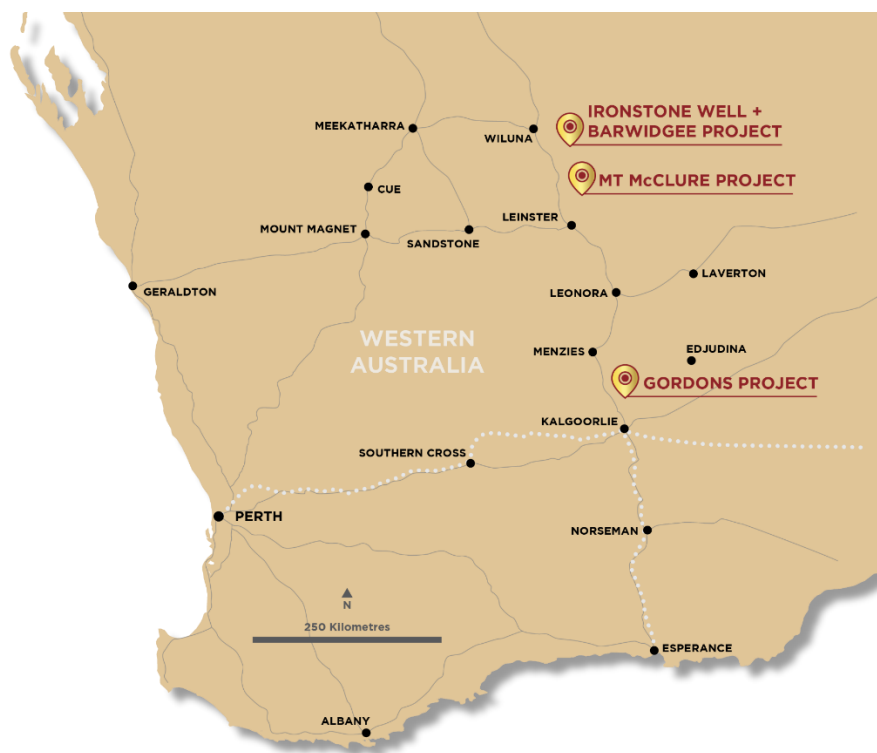 IRONSTONE WELL +
BARWIDGEE PROJECT
MEEKATHARRA
WILUNA
MT McCLURE PROJECT
CUE
LEINSTER
MOUNT MAGNET
SANDSTONE
LAVERTON
GERALDTON
LEONORA
WESTERN
AUSTRALIA
MENZIES
EDJUDINA
GORDONS PROJECT
KALGOORLIE
SOUTHERN CROSS
PERTH
NORSEMAN
N
250 Kilometres
ESPERANCE
ALBANY